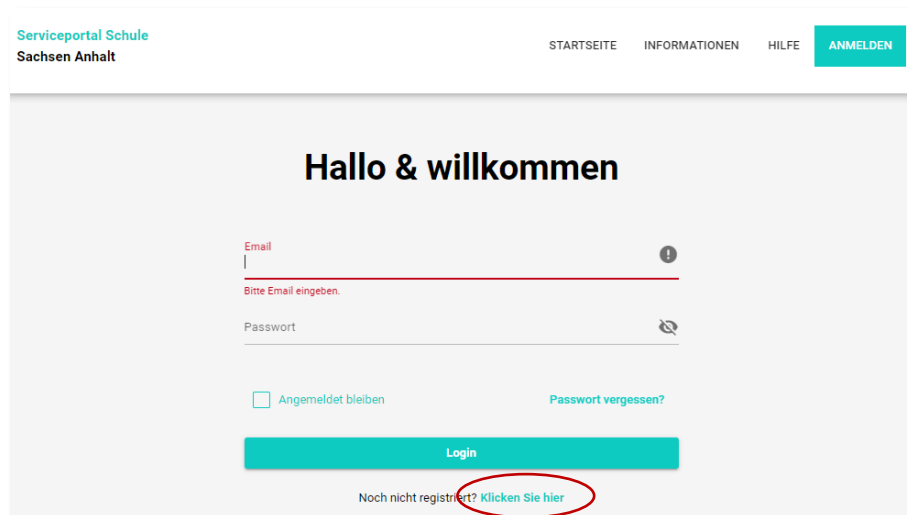 Serviceportal Schule
Sachsen Anhalt
STARTSEITE INFORMATIONEN HILFE ANMELDEN
Hallo & willkommen
Email
Bitte Email eingeben.
Passwort
Angemeldet bleiben Passwort vergessen?
Login
Noch nicht registriert? Klicken Sie hier